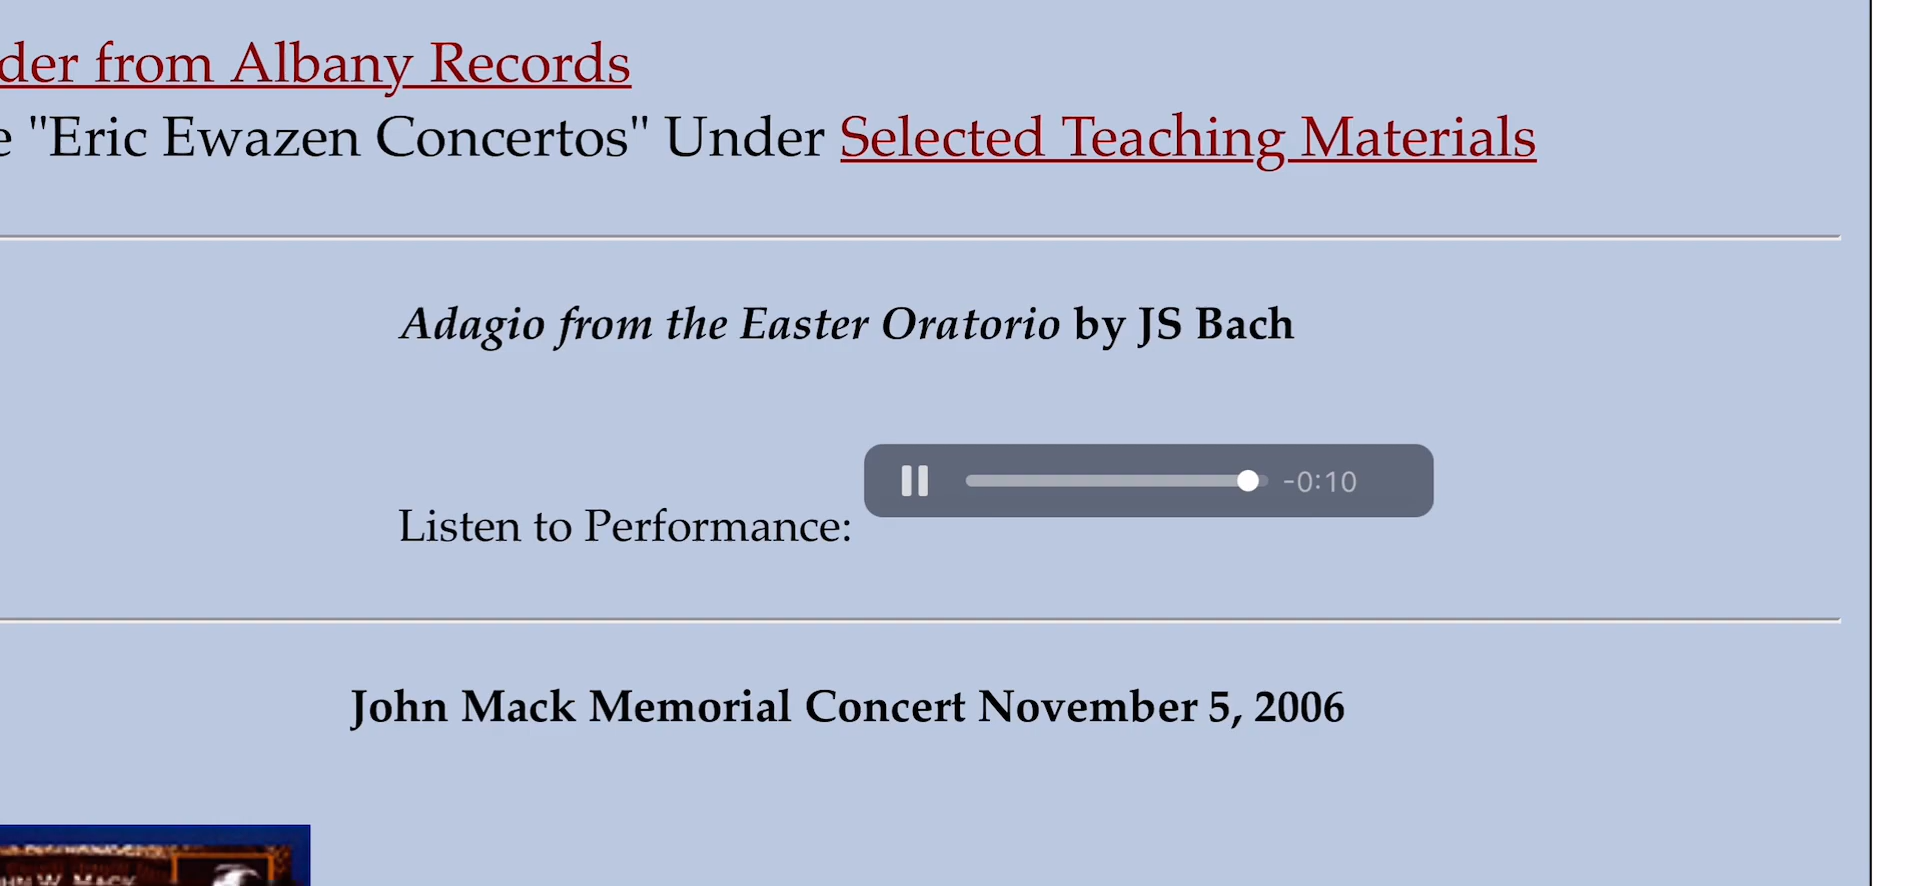 der from Albany Records
e "Eric Ewazen Concertos" Under Selected Teaching Materials
Adagio from the Easter Oratorio by JS Bach
-0:10
Listen to Performance:
John Mack Memorial Concert November 5, 2006
W. MACK